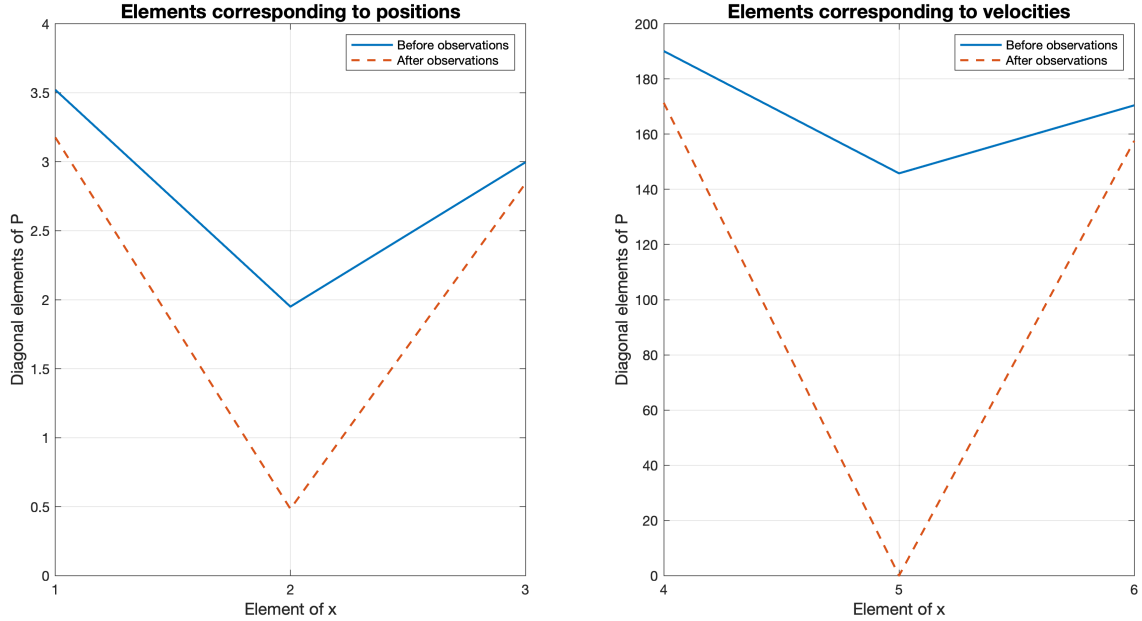 Elements corresponding to positions
Before observations
After observations
4
3.5
3
2.5
2
1.5
1
0.5
0
Diagonal elements of P
1 2 3
Element of x
Elements corresponding to velocities
Before observations
After observations
200
180
160
140
120
100
80
60
40
20
0
Diagonal elements of P
4 5 6
Element of x